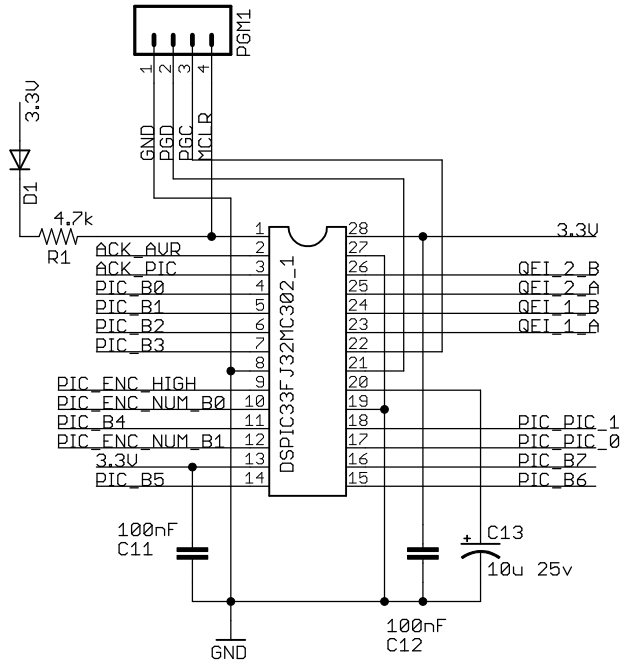 PGM1
1 2 3 4
GND PGD PGC MCLR
3.3V
D1
4.7k
R1
1 28 3.3V
ACK_AVR 2 27
ACK_PIC 3 26 QEI_2_B
PIC_B0 4 25 QEI_2_A
PIC_B1 5 24 QEI_1_B
PIC_B2 6 23 QEI_1_A
PIC_B3 7 22
8 21
PIC_ENC_HIGH 9 20
PIC_ENC_NUM_B0 10 19
PIC_B4 11 18 PIC_PIC_1
PIC_ENC_NUM_B1 12 17 PIC_PIC_0
3.3V 13 16 PIC_B7
PIC_B5 14 15 PIC_B6
DSPIC33FJ32MC302_1
100nF
C11
C13
10u 25v
100nF
C12
GND